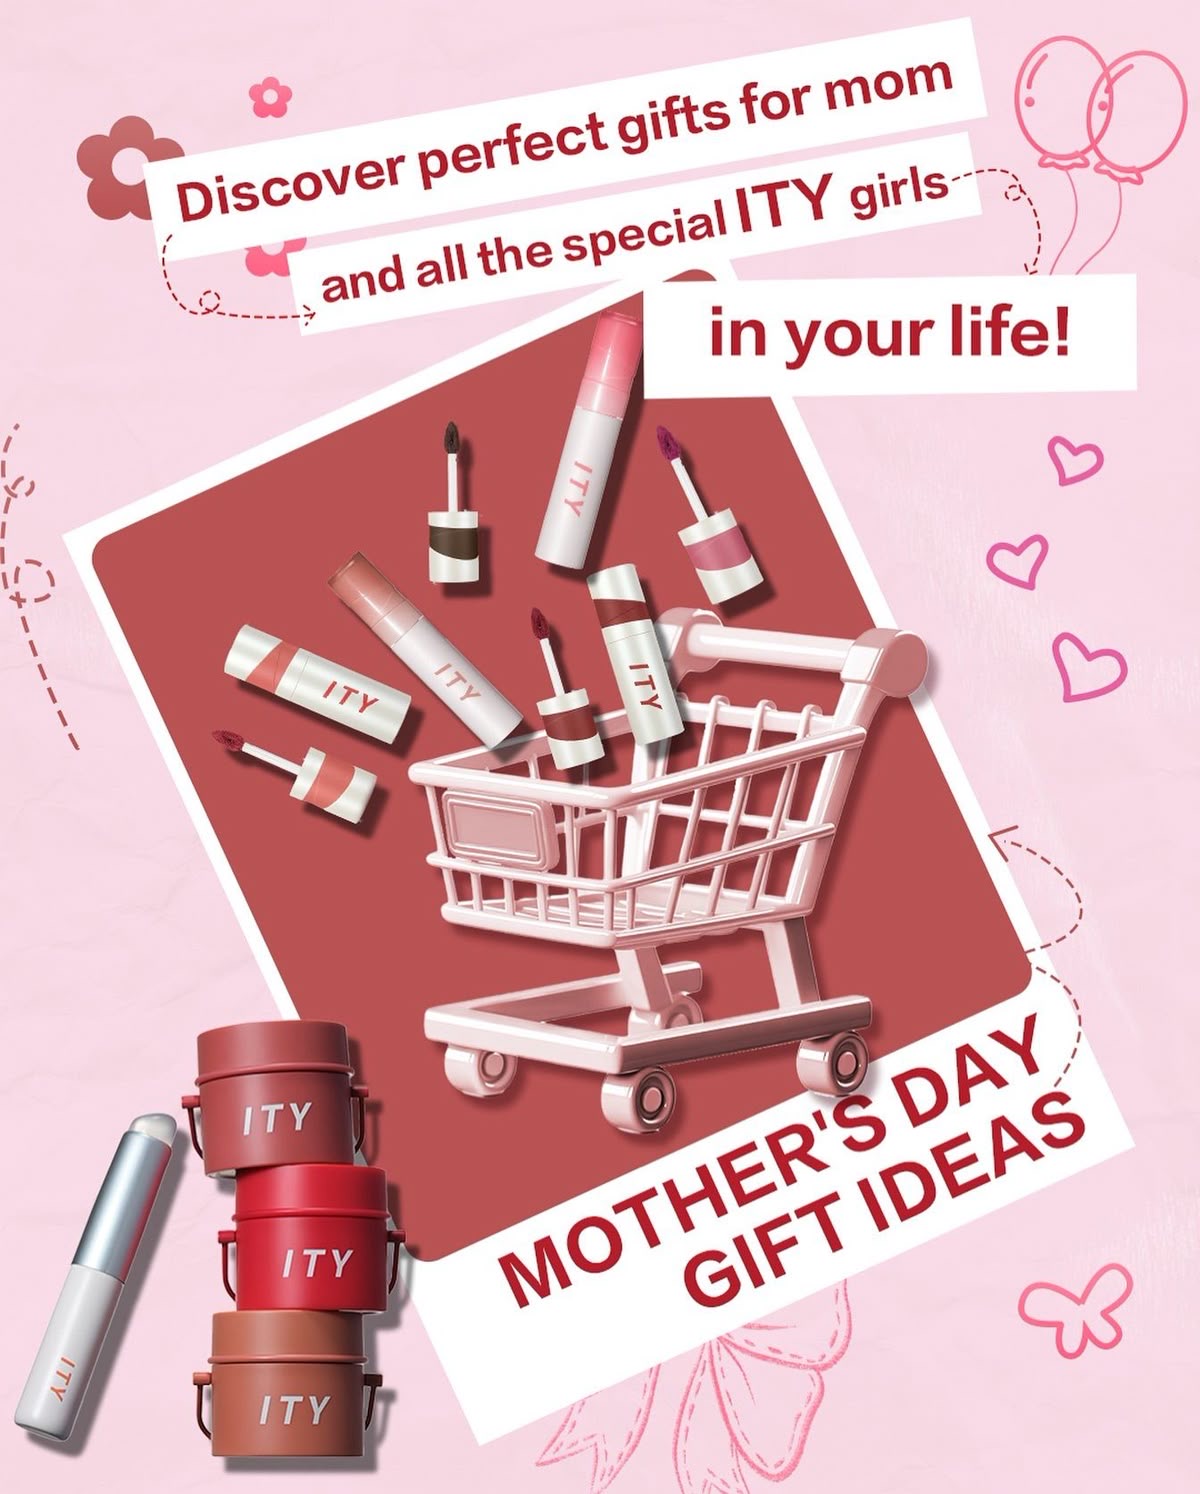 Discover perfect gifts for mom
and all the special ITY girls
in your life!
ITY
ITY
ITY
ITY
MOTHER'S DAY
GIFT IDEAS
ITY
ITY
ITY
ITY